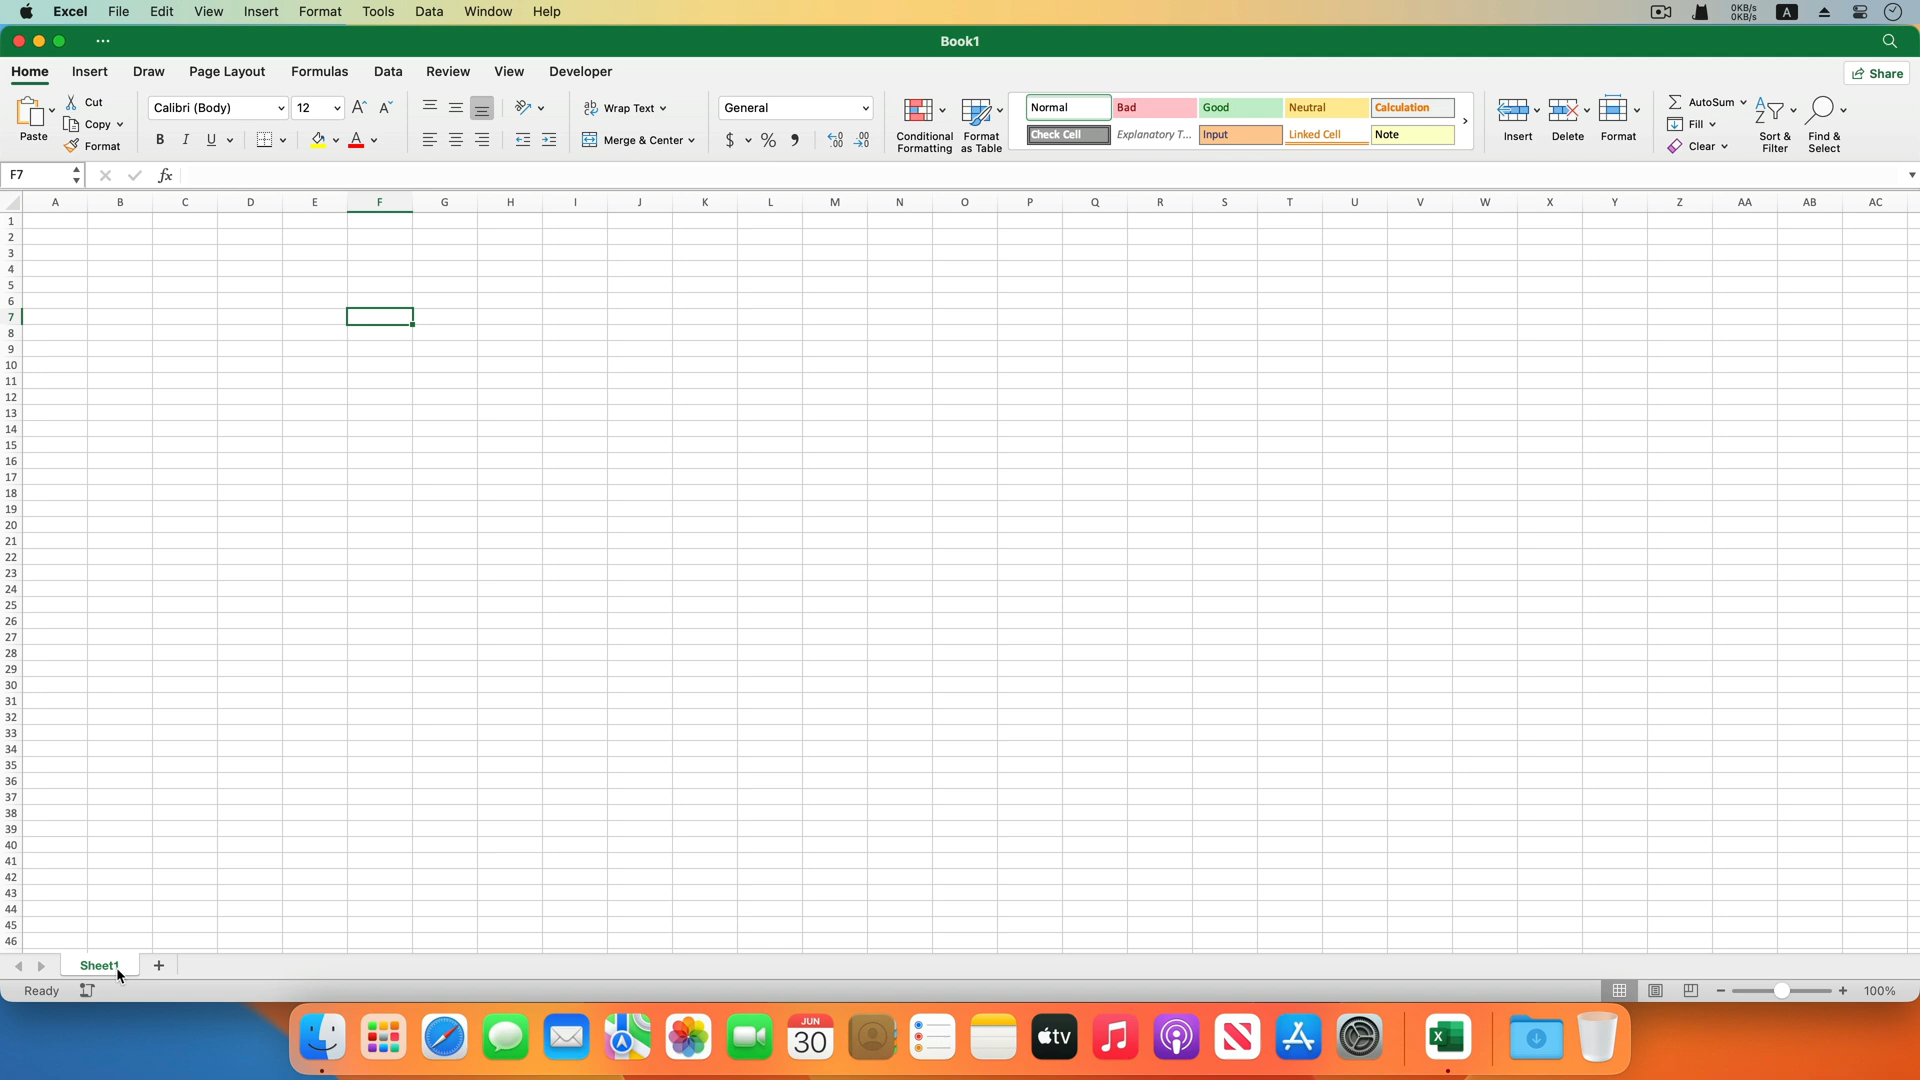 Excel File Edit View Insert Format Tools Data Window Help
0KB/s
0KB/s
A
Book1
Home Insert Draw Page Layout Formulas Data Review View Developer
Share
Paste
Cut
Copy
Format
Calibri (Body) 12
B I U
Wrap Text
Merge & Center
General
$ %
Conditional
Formatting
Format
as Table
Normal Bad Good Neutral Calculation
Check Cell Explanatory T... Input Linked Cell Note
Insert
Delete
Format
AutoSum
Fill
Clear
Sort &
Filter
Find &
Select
F7
fx
A B C D E F G H I J K L M N O P Q R S T U V W X Y Z AA AB AC
1
2
3
4
5
6
7
8
9
10
11
12
13
14
15
16
17
18
19
20
21
22
23
24
25
26
27
28
29
30
31
32
33
34
35
36
37
38
39
40
41
42
43
44
45
46
Sheet1
Ready
100%
JUN
30
tv